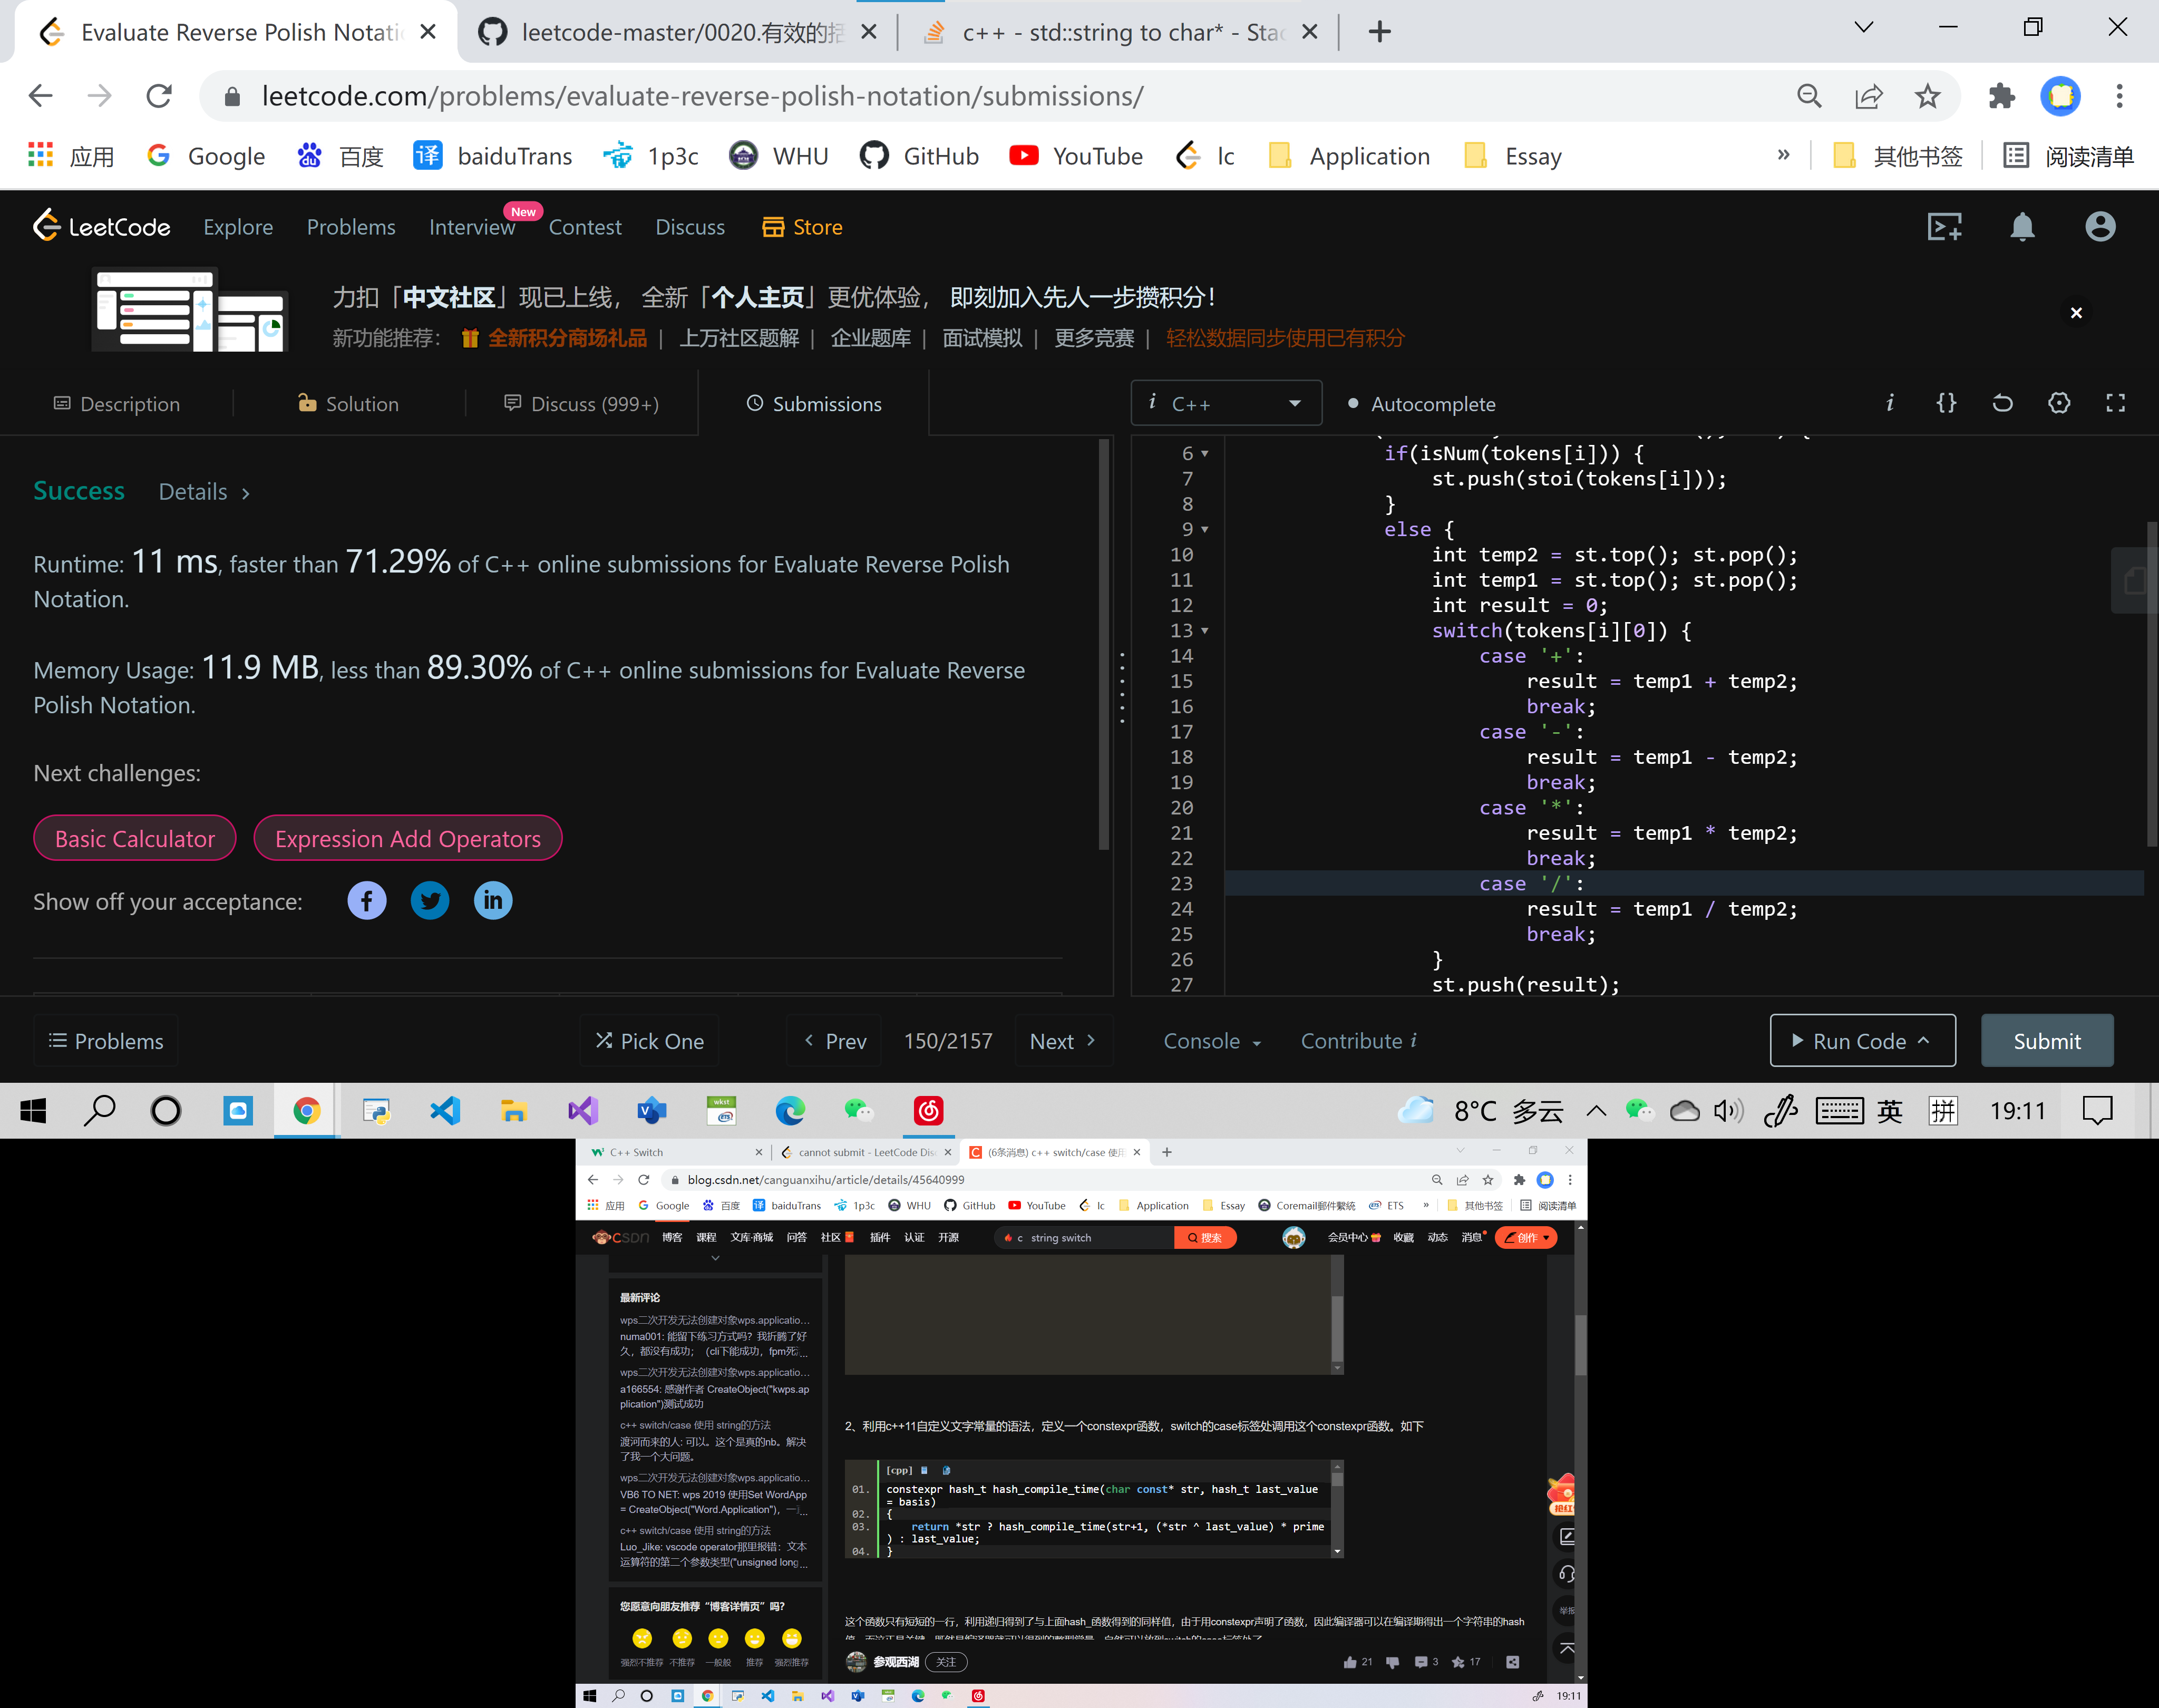 Evaluate Reverse Polish Notati
leetcode-master/0020.有效的括
c++ - std::string to char* - Stac
leetcode.com/problems/evaluate-reverse-polish-notation/submissions/
应用 Google 百度 baiduTrans 1p3c WHU GitHub YouTube lc Application Essay » 其他书签 阅读清单
LeetCode Explore Problems Interview New Contest Discuss Store
力扣「中文社区」现已上线，全新「个人主页」更优体验，即刻加入先人一步攒积分！
新功能推荐： 全新积分商场礼品 | 上万社区题解 | 企业题库 | 面试模拟 | 更多竞赛 | 轻松数据同步使用已有积分
Description Solution Discuss (999+) Submissions
Success Details >
Runtime: 11 ms, faster than 71.29% of C++ online submissions for Evaluate Reverse Polish
Notation.
Memory Usage: 11.9 MB, less than 89.30% of C++ online submissions for Evaluate Reverse
Polish Notation.
Next challenges:
Basic Calculator Expression Add Operators
Show off your acceptance:
i C++ Autocomplete
6 if(isNum(tokens[i])) {
7 st.push(stoi(tokens[i]));
8 }
9 else {
10 int temp2 = st.top(); st.pop();
11 int temp1 = st.top(); st.pop();
12 int result = 0;
13 switch(tokens[i][0]) {
14 case '+':
15 result = temp1 + temp2;
16 break;
17 case '-':
18 result = temp1 - temp2;
19 break;
20 case '*':
21 result = temp1 * temp2;
22 break;
23 case '/':
24 result = temp1 / temp2;
25 break;
26 }
27 st.push(result);
Problems Pick One < Prev 150/2157 Next > Console Contribute i Run Code Submit
8°C 多云 英 拼 19:11
C++ Switch
cannot submit - LeetCode Dis
(6条消息) c++ switch/case 使用
blog.csdn.net/canguanxihu/article/details/45640999
应用 Google 百度 baiduTrans 1p3c WHU GitHub YouTube lc Application Essay Coremail郵件繫統 ETS » 其他书签 阅读清单
CSDN 博客 课程 文库·商城 问答 社区 插件 认证 开源 c string switch 搜索 会员中心 收藏 动态 消息 创作
最新评论
wps二次开发无法创建对象wps.applicatio...
numa001: 能留下练习方式吗？我折腾了好
久，都没有成功；（cli下能成功，fpm死...
wps二次开发无法创建对象wps.applicatio...
a166554: 感谢作者 CreateObject("kwps.ap
plication")测试成功
c++ switch/case 使用 string的方法
渡河而来的人: 可以。这个是真的nb。解决
了我一个大问题。
wps二次开发无法创建对象wps.applicatio...
VB6 TO NET: wps 2019 使用Set WordApp
= CreateObject("Word.Application")，一...
c++ switch/case 使用 string的方法
Luo_Jike: vscode operator那里报错：文本
运算符的第二个参数类型("unsigned long...
您愿意向朋友推荐“博客详情页”吗？
强烈不推荐 不推荐 一般般 推荐 强烈推荐
2、利用c++11自定义文字常量的语法，定义一个constexpr函数，switch的case标签处调用这个constexpr函数。如下
[cpp]
01. constexpr hash_t hash_compile_time(char const* str, hash_t last_value
= basis)
02. {
03. return *str ? hash_compile_time(str+1, (*str ^ last_value) * prime
) : last_value;
04. }
这个函数只有短短的一行，利用递归得到了与上面hash_函数得到的同样值，由于用constexpr声明了函数，因此编译器可以在编译期得出一个字符串的hash
参观西湖 关注 21 3 17
举报
19:11